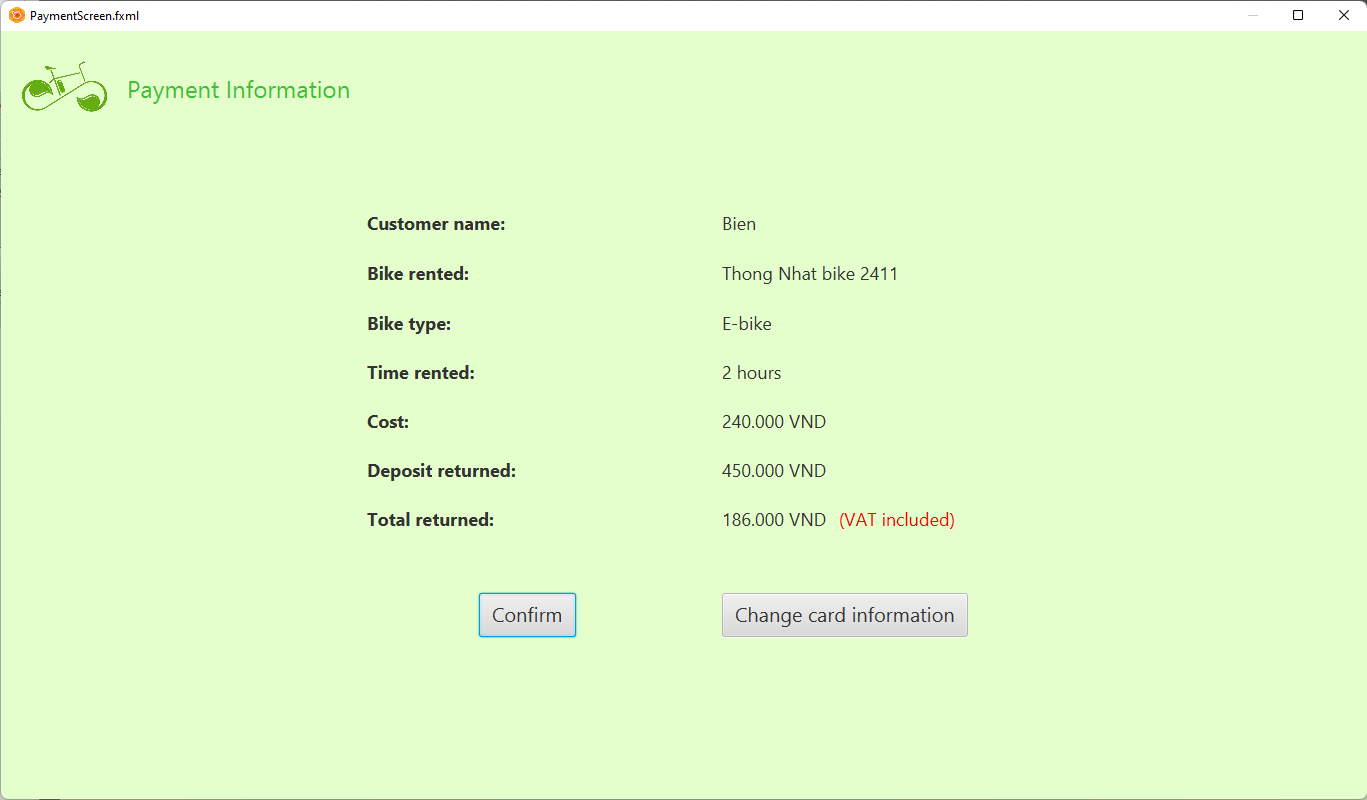 PaymentScreen.fxml
Payment Information
Customer name: Bien
Bike rented: Thong Nhat bike 2411
Bike type: E-bike
Time rented: 2 hours
Cost: 240.000 VND
Deposit returned: 450.000 VND
Total returned: 186.000 VND (VAT included)
Confirm Change card information